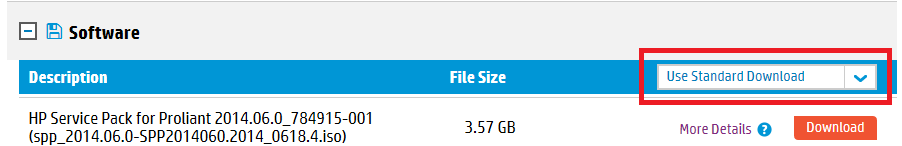 Software
Description File Size Use Standard Download
HP Service Pack for Proliant 2014.06.0_784915-001
(spp_2014.06.0-SPP2014060.2014_0618.4.iso)
3.57 GB More Details ? Download